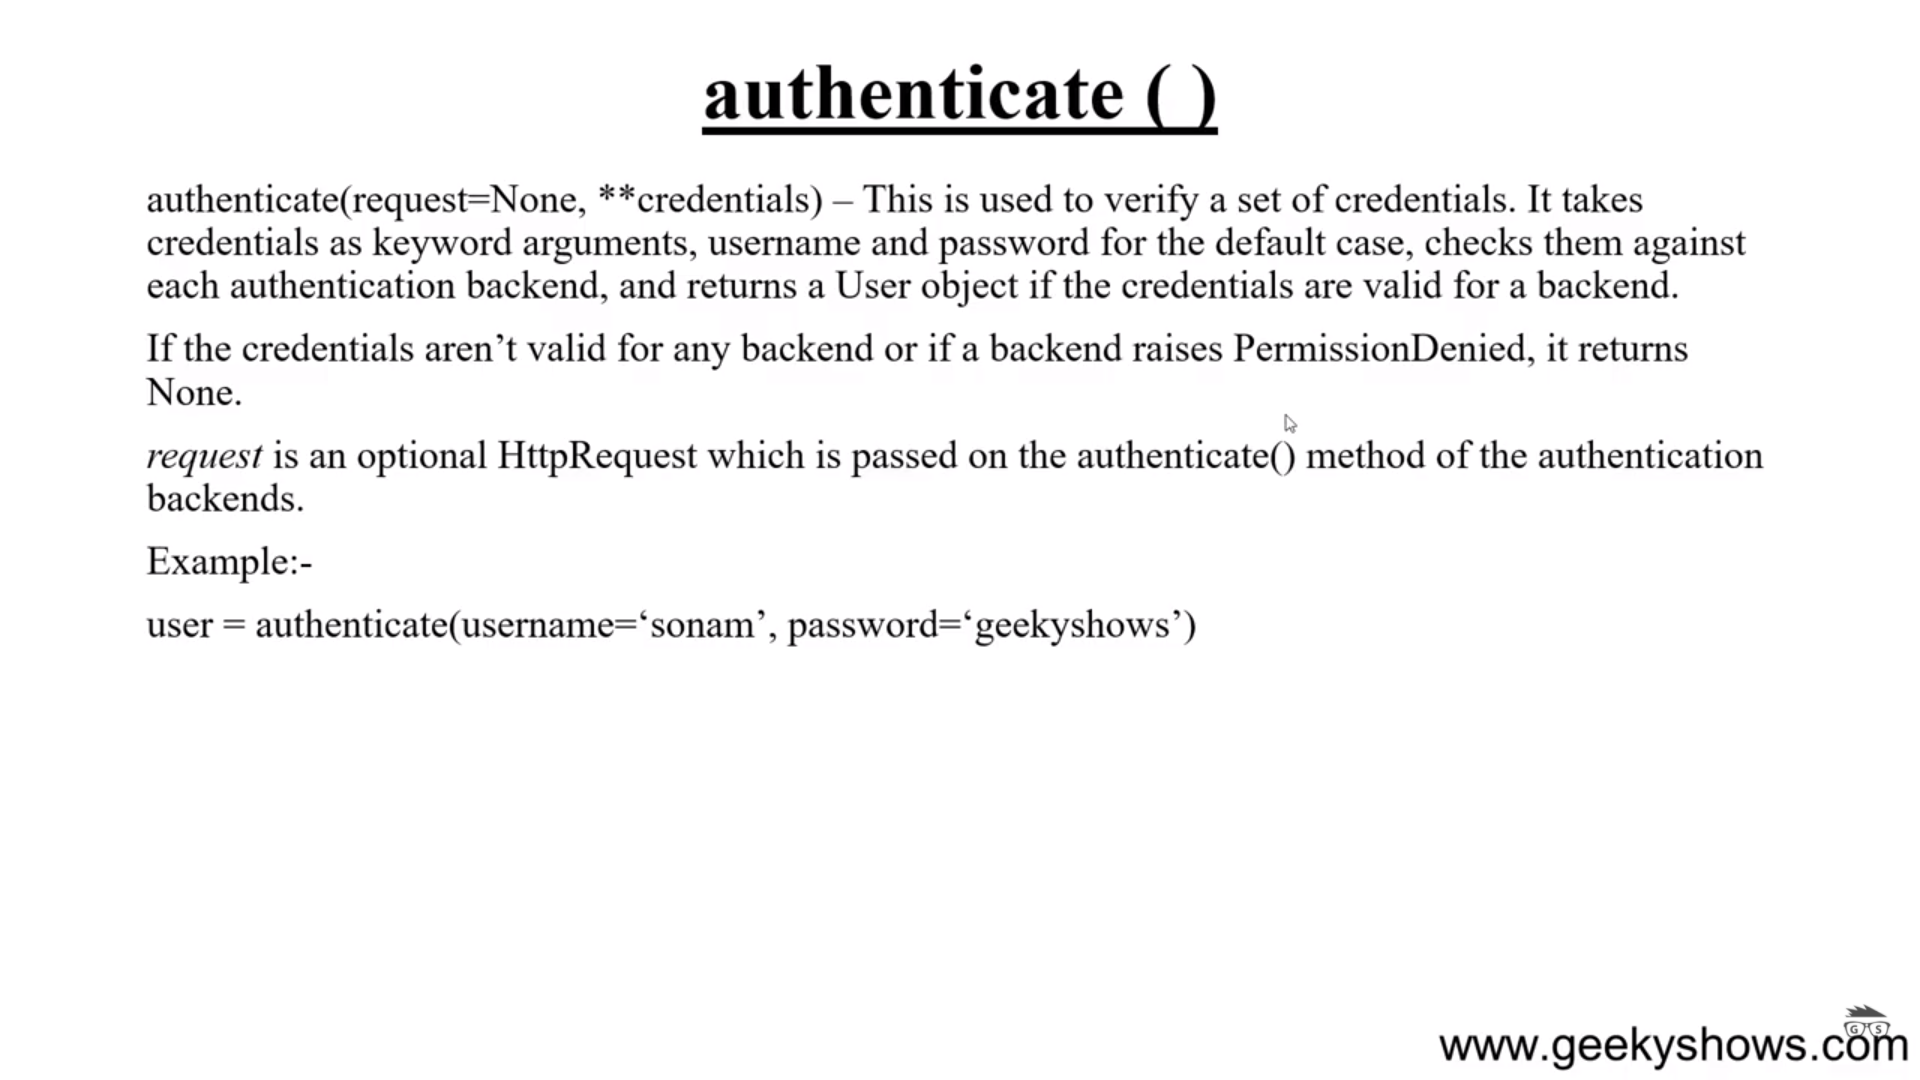 authenticate ( )
authenticate(request=None, **credentials) – This is used to verify a set of credentials. It takes
credentials as keyword arguments, username and password for the default case, checks them against
each authentication backend, and returns a User object if the credentials are valid for a backend.
If the credentials aren’t valid for any backend or if a backend raises PermissionDenied, it returns
None.
request is an optional HttpRequest which is passed on the authenticate() method of the authentication
backends.
Example:-
user = authenticate(username=‘sonam’, password=‘geekyshows’)
G S
www.geekyshows.com